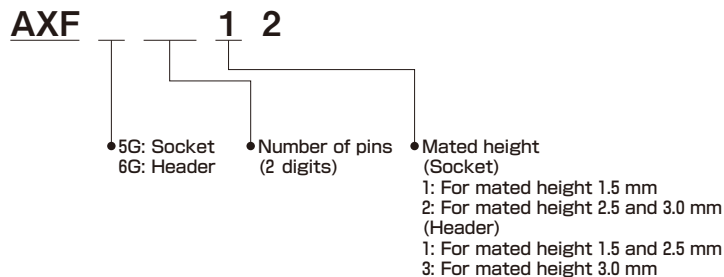 AXF 1 2
5G: Socket
6G: Header
Number of pins
(2 digits)
Mated height
(Socket)
1: For mated height 1.5 mm
2: For mated height 2.5 and 3.0 mm
(Header)
1: For mated height 1.5 and 2.5 mm
3: For mated height 3.0 mm